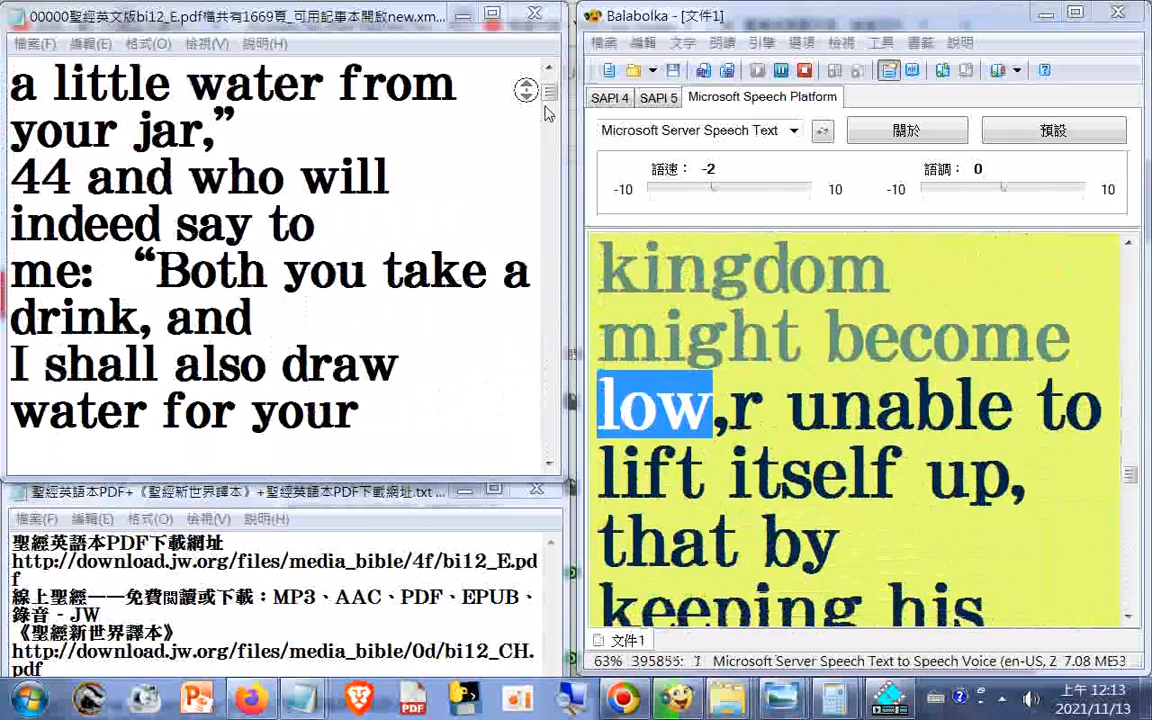 00000聖經英文版bi12_E.pdf檔共有1669頁_可用記事本開啟new.xm...
檔案(F) 編輯(E) 格式(O) 檢視(V) 說明(H)
a little water from
your jar,”
44 and who will
indeed say to
me: “Both you take a
drink, and
I shall also draw
water for your
聖經英語本PDF+《聖經新世界譯本》+聖經英語本PDF下載網址.txt ...
檔案(F) 編輯(E) 格式(O) 檢視(V) 說明(H)
聖經英語本PDF下載網址
http://download.jw.org/files/media_bible/4f/bi12_E.pd
f
線上聖經──免費閱讀或下載：MP3、AAC、PDF、EPUB、
錄音 - JW
《聖經新世界譯本》
http://download.jw.org/files/media_bible/0d/bi12_CH.
pdf
Balabolka - [文件1]
檔案 編輯 文字 朗讀 引擎 選項 檢視 工具 書籤 說明
SAPI 4 SAPI 5 Microsoft Speech Platform
Microsoft Server Speech Text 關於 預設
語速： -2 語調： 0
-10 10 -10 10
kingdom
might become
low,r unable to
lift itself up,
that by
keeping his
文件1
63% 395855: Microsoft Server Speech Text to Speech Voice (en-US, Z 7.08 ME53
PDF
上午 12:13
2021/11/13